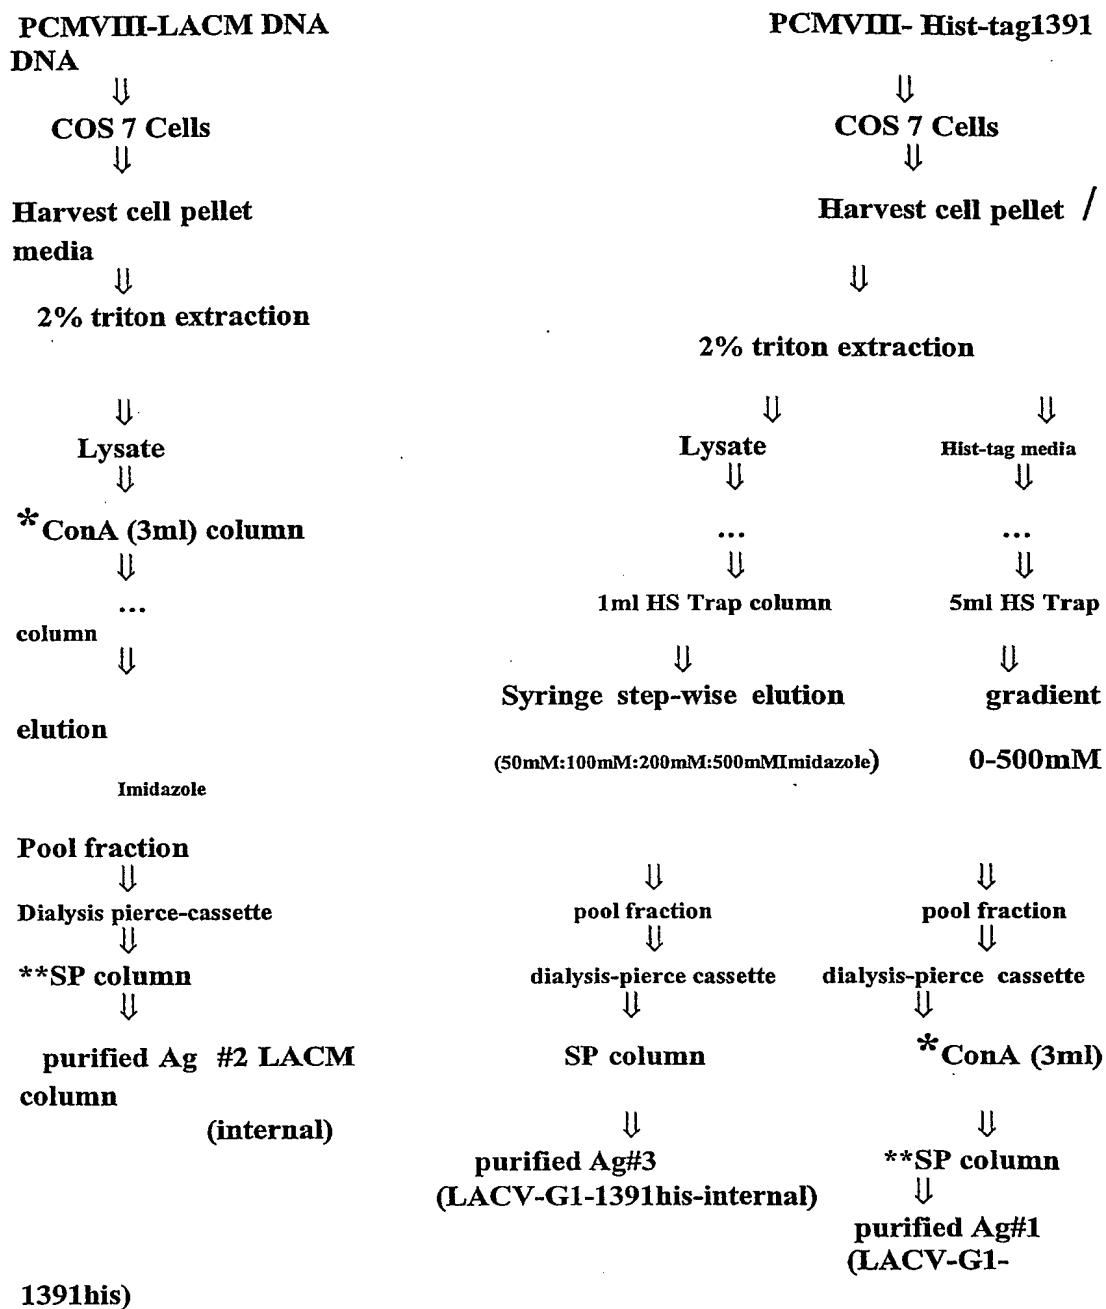 PCMVIII-LACM DNA PCMVIII- Hist-tag1391
DNA
⇓ ⇓
COS 7 Cells COS 7 Cells
⇓ ⇓
Harvest cell pellet Harvest cell pellet /
media
⇓ ⇓
2% triton extraction
2% triton extraction
⇓ ⇓ ⇓
Lysate Lysate Hist-tag media
⇓ ⇓ ⇓
*ConA (3ml) column ... ...
⇓ ⇓ ⇓
... 1ml HS Trap column 5ml HS Trap
column
⇓ ⇓ ⇓
Syringe step-wise elution gradient
elution
(50mM:100mM:200mM:500mMImidazole) 0-500mM
Imidazole
Pool fraction
⇓ ⇓ ⇓
Dialysis pierce-cassette pool fraction pool fraction
⇓ ⇓ ⇓
**SP column dialysis-pierce cassette dialysis-pierce cassette
⇓ ⇓ ⇓
purified Ag #2 LACM SP column *ConA (3ml)
column
(internal) ⇓ ⇓
purified Ag#3 **SP column
(LACV-G1-1391his-internal) ⇓
purified Ag#1
(LACV-G1-
1391his)